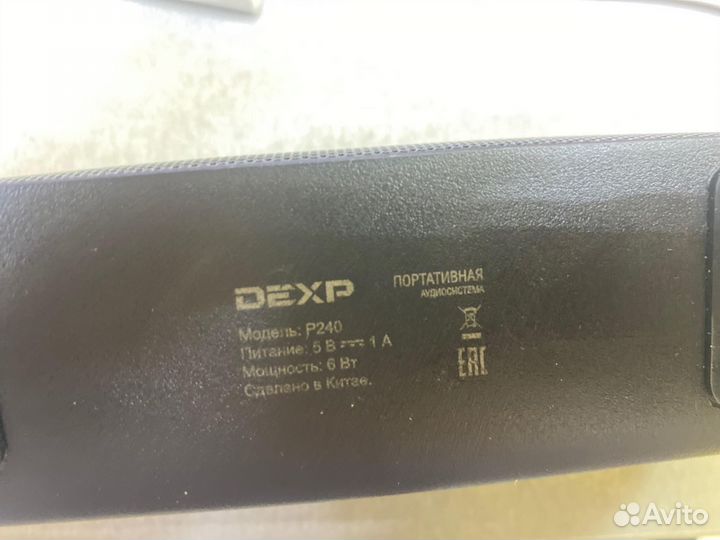 DEXP
Модель: P240
Питание: 5 В 1 А
Мощность: 6 Вт
Сделано в Китае.
ПОРТАТИВНАЯ
АУДИОСИСТЕМА
EAC
Avito